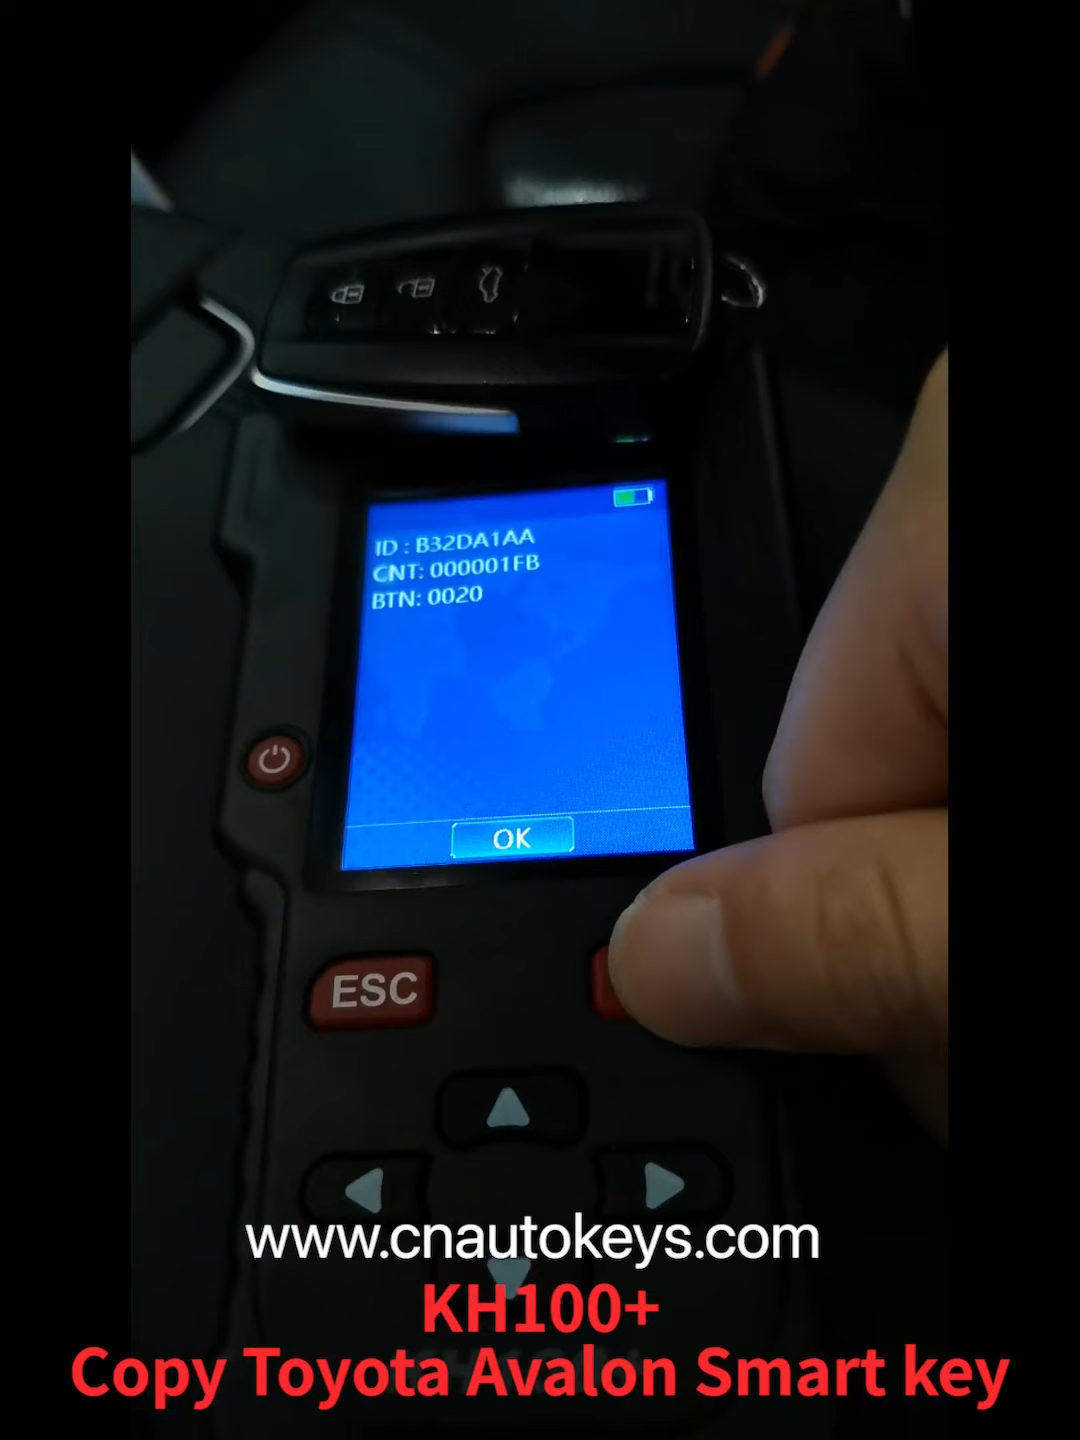 ID : B32DA1AA
CNT: 000001FB
BTN: 0020
OK
ESC
www.cnautokeys.com
KH100+
Copy Toyota Avalon Smart key